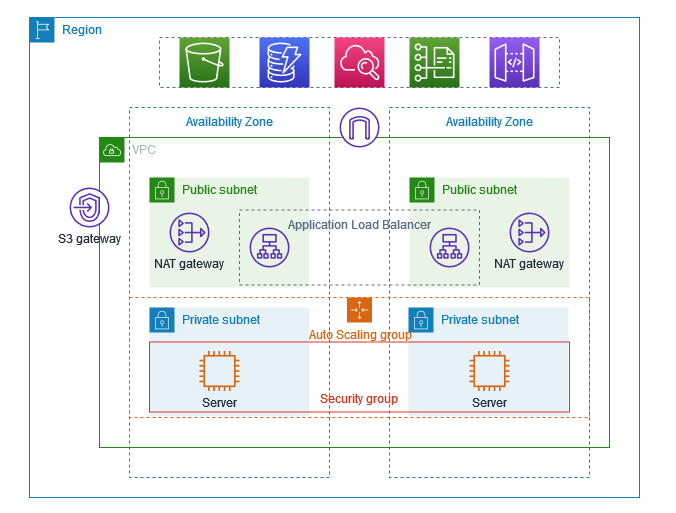 Region
Availability Zone
Availability Zone
VPC
Public subnet
Public subnet
S3 gateway
Application Load Balancer
NAT gateway
NAT gateway
Private subnet
Private subnet
Auto Scaling group
Server
Security group
Server